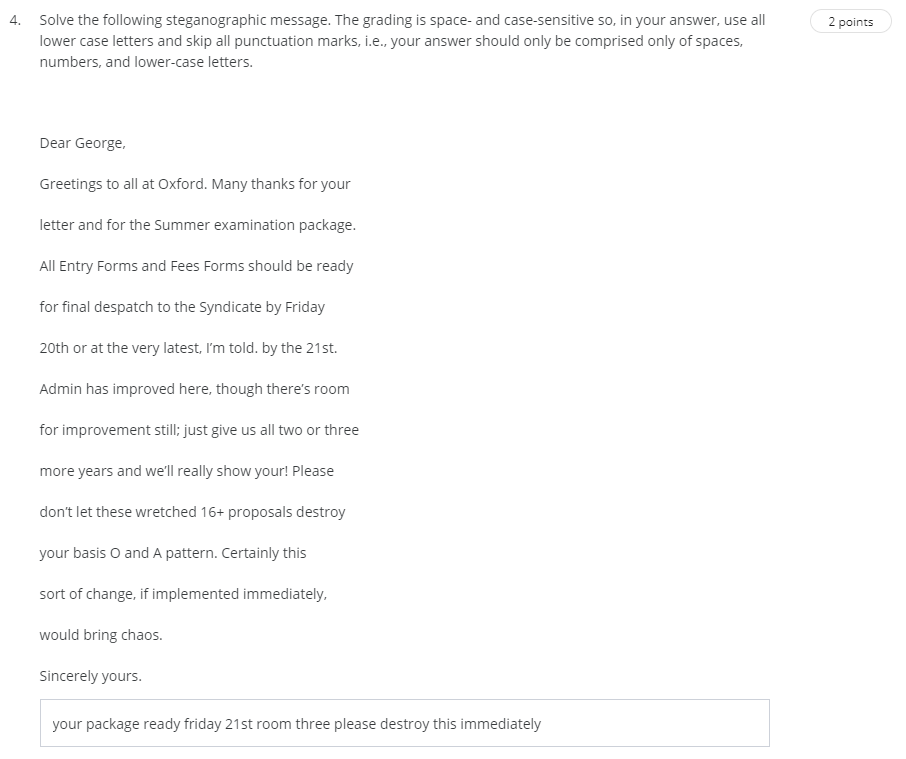 4. Solve the following steganographic message. The grading is space- and case-sensitive so, in your answer, use all
2 points
lower case letters and skip all punctuation marks, i.e., your answer should only be comprised only of spaces,
numbers, and lower-case letters.
Dear George,
Greetings to all at Oxford. Many thanks for your
letter and for the Summer examination package.
All Entry Forms and Fees Forms should be ready
for final despatch to the Syndicate by Friday
20th or at the very latest, I’m told. by the 21st.
Admin has improved here, though there’s room
for improvement still; just give us all two or three
more years and we’ll really show your! Please
don’t let these wretched 16+ proposals destroy
your basis O and A pattern. Certainly this
sort of change, if implemented immediately,
would bring chaos.
Sincerely yours.
your package ready friday 21st room three please destroy this immediately